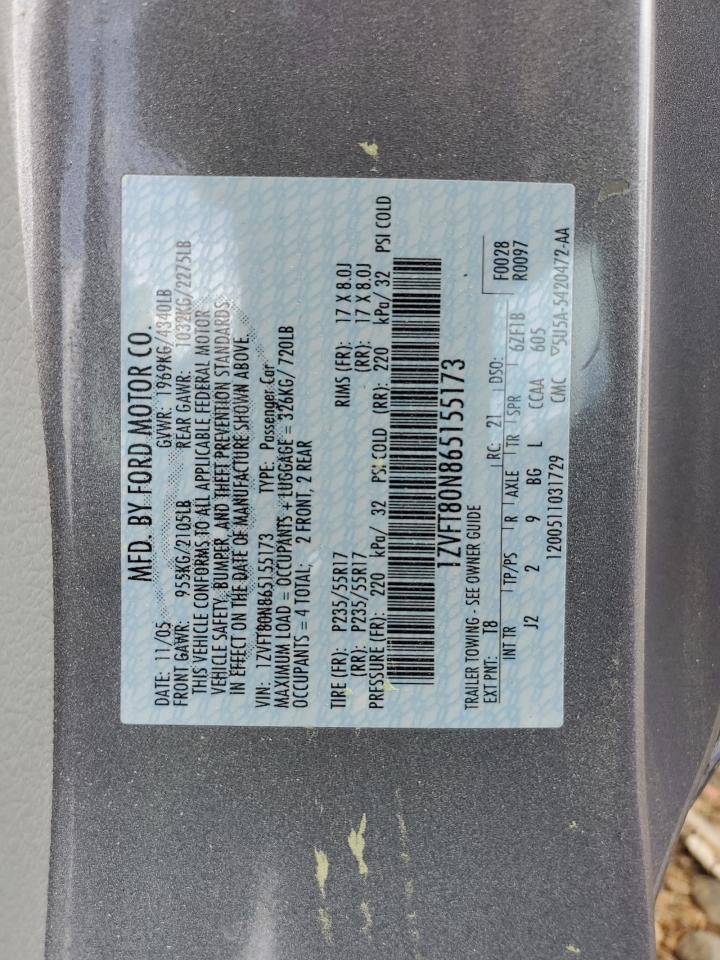 MFD. BY FORD MOTOR CO.
DATE: 11/05 GVWR: 1969KG/4340LB
FRONT GAWR: 955KG/2105LB REAR GAWR: 1032KG/2275LB
THIS VEHICLE CONFORMS TO ALL APPLICABLE FEDERAL MOTOR
VEHICLE SAFETY, BUMPER, AND THEFT PREVENTION STANDARDS
IN EFFECT ON THE DATE OF MANUFACTURE SHOWN ABOVE.
VIN: 1ZVFT80N865155173 TYPE: Passenger Car
MAXIMUM LOAD = OCCUPANTS + LUGGAGE = 326KG/ 720LB
OCCUPANTS = 4 TOTAL; 2 FRONT, 2 REAR
TIRE (FR): P235/55R17 RIMS (FR): 17 X 8.0J
(RR): P235/55R17 (RR): 17 X 8.0J
PRESSURE (FR): 220 kPa/ 32 PSI COLD (RR): 220 kPa/ 32 PSI COLD
1ZVFT80N865155173
TRAILER TOWING - SEE OWNER GUIDE F0028
EXT PNT: T8 RC: 21 DSO: R0097
INT TR TP/PS R AXLE TR SPR 6ZF1B
J2 2 9 BG L CCAA 605
1200511031729 CMC ▽5U5A-5420472-AA